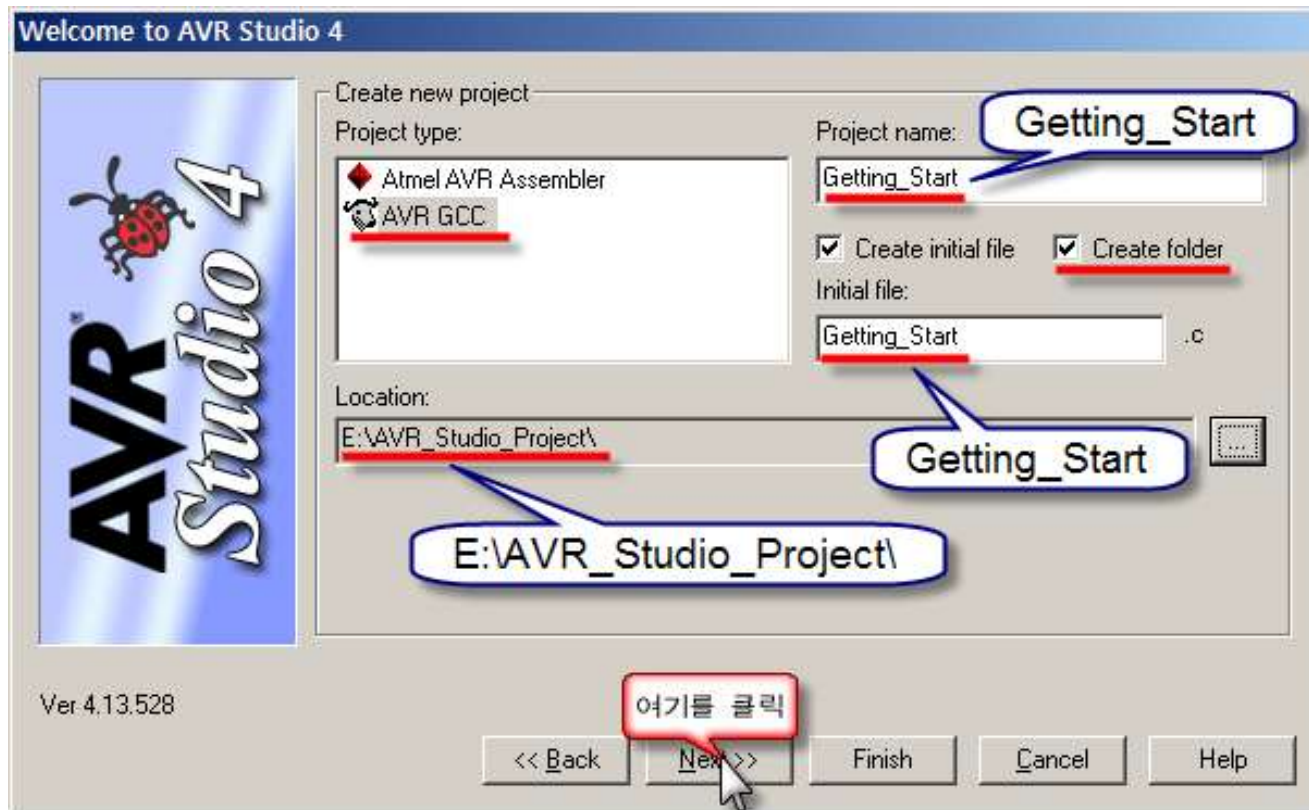 Welcome to AVR Studio 4
AVR Studio 4
Create new project
Project type:
Atmel AVR Assembler
AVR GCC
Project name:
Getting_Start
Getting_Start
Create initial file
Create folder
Initial file:
Getting_Start
.c
Getting_Start
Location:
E:\AVR_Studio_Project\
...
E:\AVR_Studio_Project\
Ver 4.13.528
여기를 클릭
<< Back
Next >>
Finish
Cancel
Help